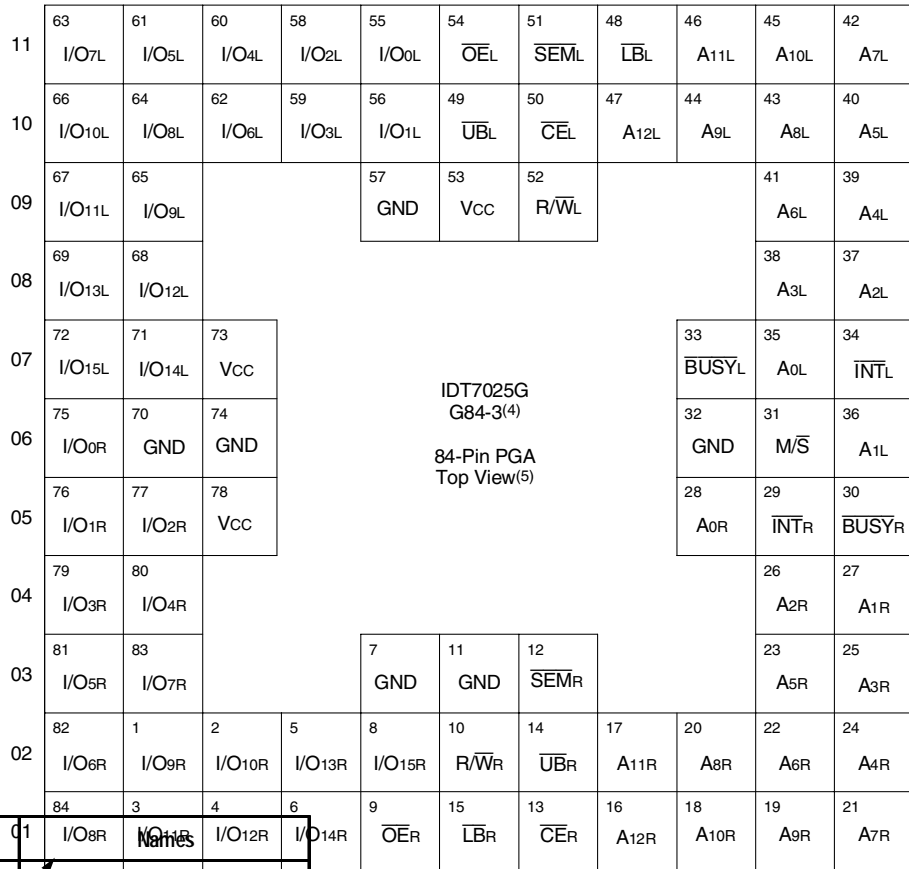 63 61 60 58 55 54 51 48 46 45 42
11 I/O7L I/O5L I/O4L I/O2L I/O0L OEL SEML LBL A11L A10L A7L
66 64 62 59 56 49 50 47 44 43 40
10 I/O10L I/O8L I/O6L I/O3L I/O1L UBL CEL A12L A9L A8L A5L
67 65 57 53 52 41 39
09 I/O11L I/O9L GND VCC R/WL A6L A4L
69 68 38 37
08 I/O13L I/O12L A3L A2L
72 71 73 33 35 34
07 I/O15L I/O14L VCC BUSYL A0L INTL
IDT7025G
G84-3(4)
75 70 74 32 31 36
06 I/O0R GND GND GND M/S A1L
84-Pin PGA
Top View(5)
76 77 78 28 29 30
05 I/O1R I/O2R VCC A0R INTR BUSYR
79 80 26 27
04 I/O3R I/O4R A2R A1R
81 83 7 11 12 23 25
03 I/O5R I/O7R GND GND SEMR A5R A3R
82 1 2 5 8 10 14 17 20 22 24
02 I/O6R I/O9R I/O10R I/O13R I/O15R R/WR UBR A11R A8R A6R A4R
84 3 4 6 9 15 13 16 18 19 21
01 I/O8R I/O11R I/O12R I/O14R OER LBR CER A12R A10R A9R A7R
Names